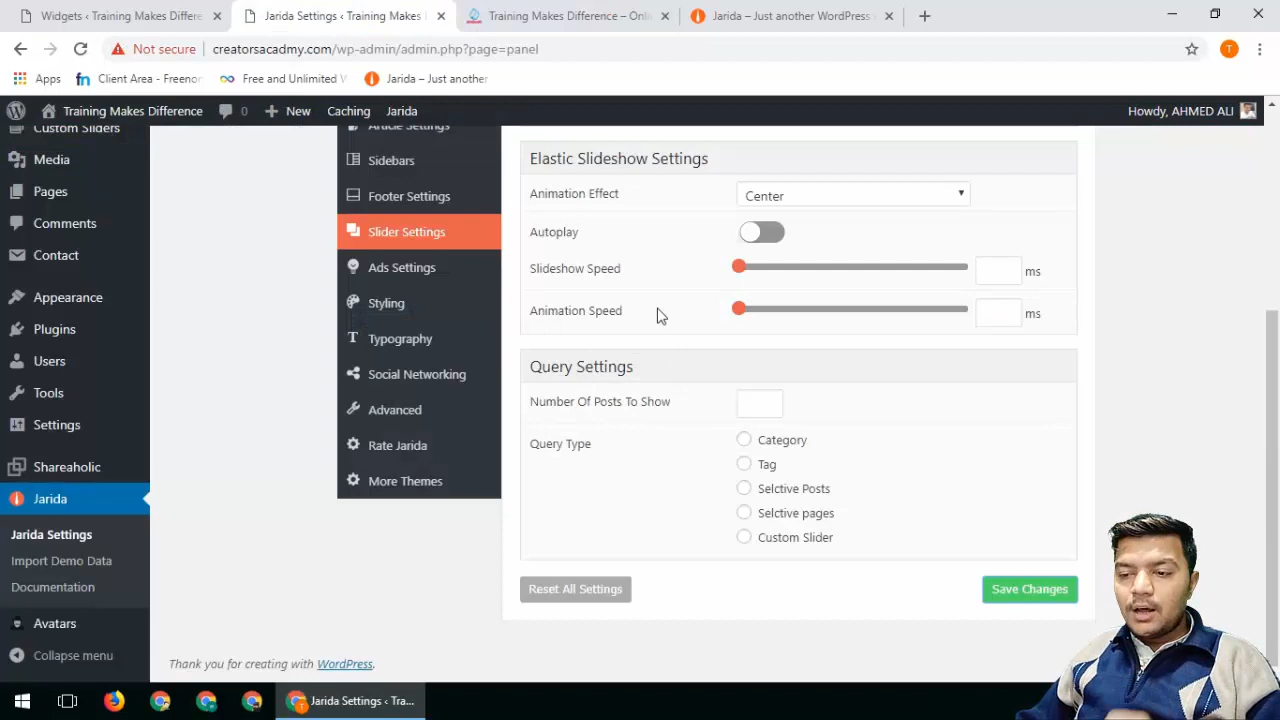 Widgets ‹ Training Makes Differe
Jarida Settings ‹ Training Makes
Training Makes Difference – Onli
Jarida – Just another WordPress
Not secure
creatorsacadmy.com/wp-admin/admin.php?page=panel
T
Apps
fn
Client Area - Freenon
Free and Unlimited W
Jarida – Just another
Training Makes Difference
0
New
Caching
Jarida
Howdy, AHMED ALI
Custom Sliders
Media
Pages
Comments
Contact
Appearance
Plugins
Users
Tools
Settings
Shareaholic
Jarida
Jarida Settings
Import Demo Data
Documentation
Avatars
Collapse menu
Article Settings
Sidebars
Footer Settings
Slider Settings
Ads Settings
Styling
Typography
Social Networking
Advanced
Rate Jarida
More Themes
Elastic Slideshow Settings
Animation Effect
Center
Autoplay
Slideshow Speed
ms
Animation Speed
ms
Query Settings
Number Of Posts To Show
Query Type
Category
Tag
Selctive Posts
Selctive pages
Custom Slider
Reset All Settings
Save Changes
Thank you for creating with WordPress.
Jarida Settings ‹ Tra...